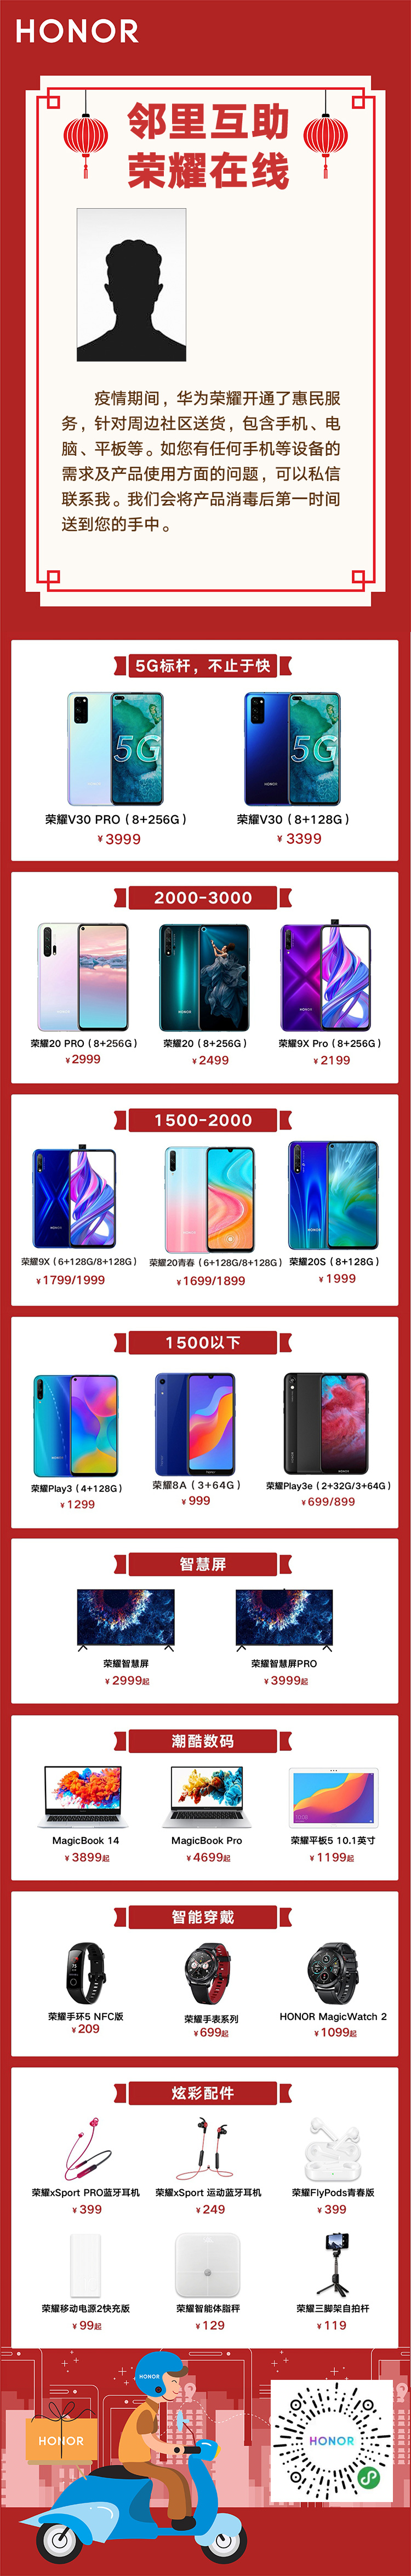 HONOR
邻里互助
荣耀在线
疫情期间，华为荣耀开通了惠民服
务，针对周边社区送货，包含手机、电
脑、平板等。如您有任何手机等设备的
需求及产品使用方面的问题，可以私信
联系我。我们会将产品消毒后第一时间
送到您的手中。
5G标杆，不止于快
5G 5G
荣耀V30 PRO（8+256G） 荣耀V30（8+128G）
¥3999 ¥3399
2000-3000
荣耀20 PRO（8+256G） 荣耀20（8+256G） 荣耀9X Pro（8+256G）
¥2999 ¥2499 ¥2199
1500-2000
荣耀9X（6+128G/8+128G） 荣耀20青春（6+128G/8+128G） 荣耀20S（8+128G）
¥1799/1999 ¥1699/1899 ¥1999
1500以下
荣耀Play3（4+128G） 荣耀8A（3+64G） 荣耀Play3e（2+32G/3+64G）
¥1299 ¥999 ¥699/899
智慧屏
荣耀智慧屏 荣耀智慧屏PRO
¥2999起 ¥3999起
潮酷数码
MagicBook 14 MagicBook Pro 荣耀平板5 10.1英寸
¥3899起 ¥4699起 ¥1199起
智能穿戴
荣耀手环5 NFC版 荣耀手表系列 HONOR MagicWatch 2
¥209 ¥699起 ¥1099起
炫彩配件
荣耀xSport PRO蓝牙耳机 荣耀xSport 运动蓝牙耳机 荣耀FlyPods青春版
¥399 ¥249 ¥399
荣耀移动电源2快充版 荣耀智能体脂秤 荣耀三脚架自拍杆
¥99起 ¥129 ¥119
HONOR
HONOR
HONOR